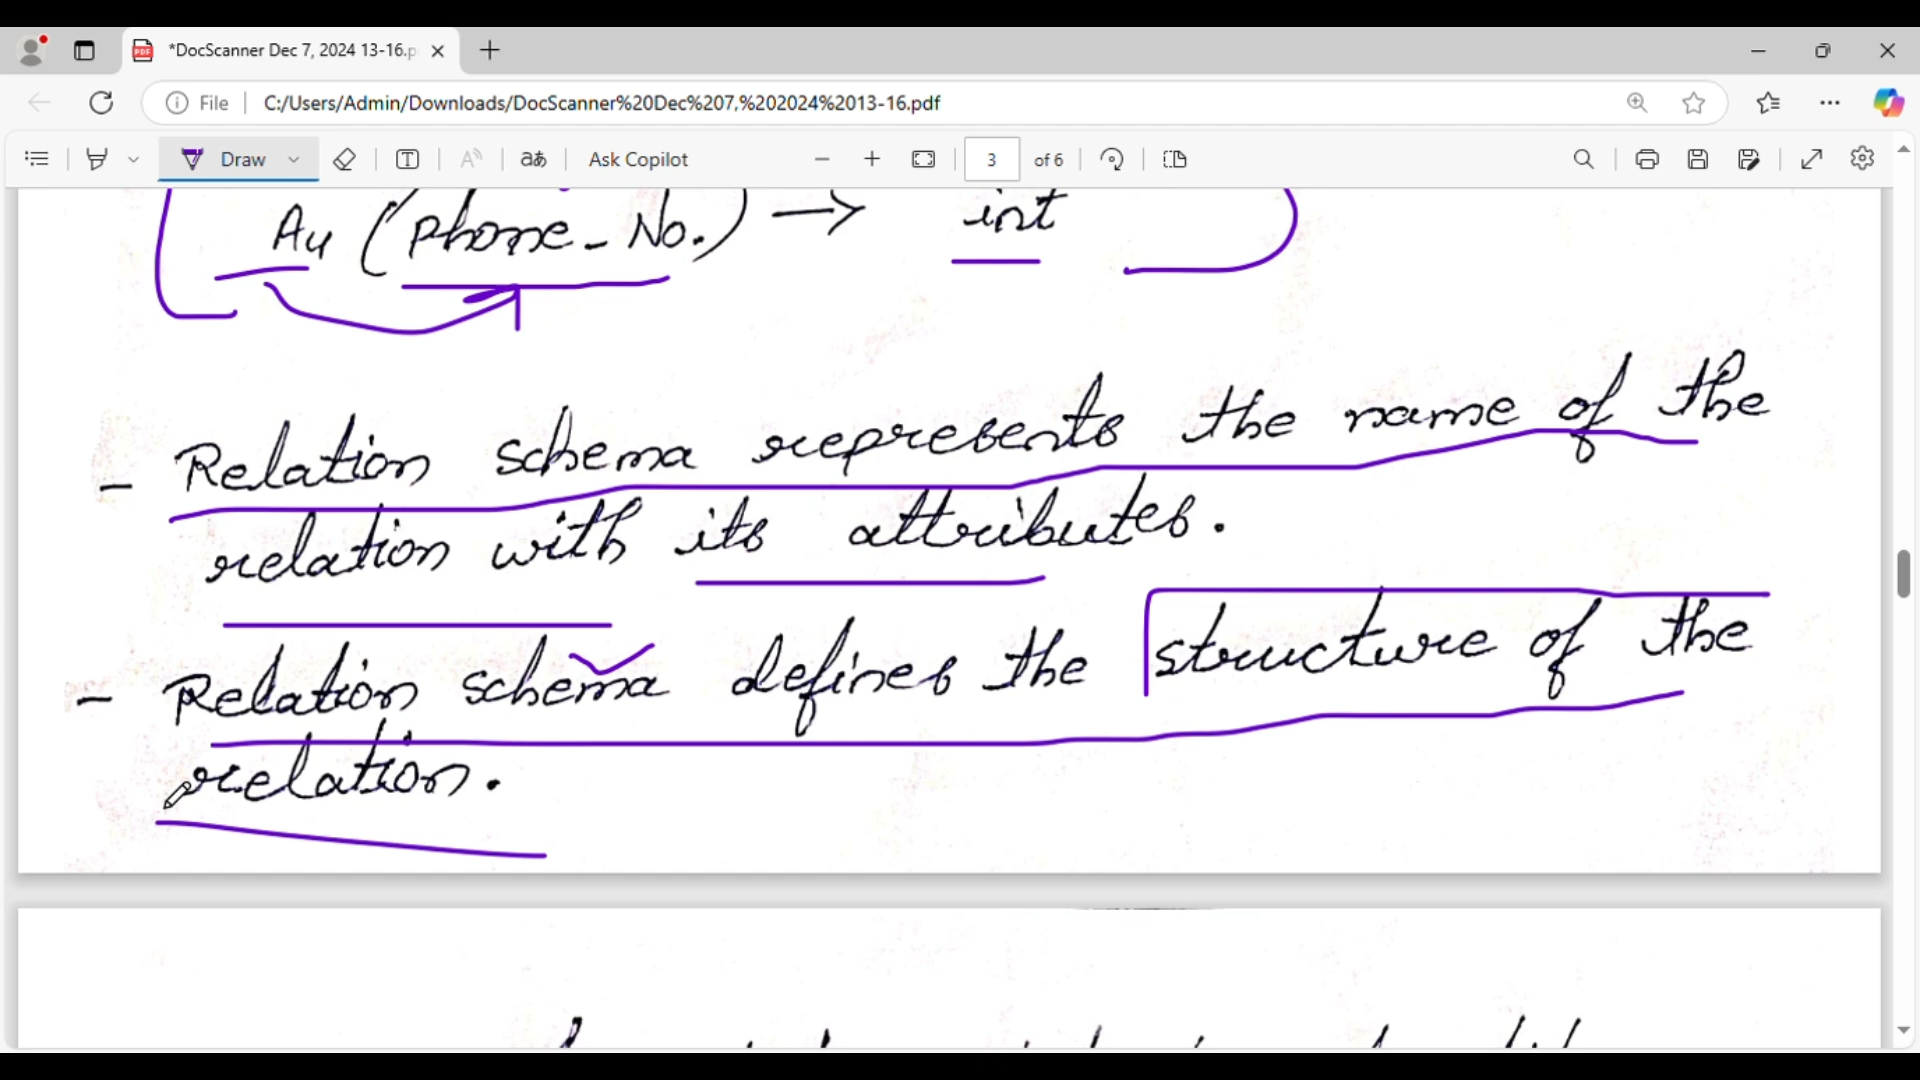 *DocScanner Dec 7, 2024 13-16.p
File
C:/Users/Admin/Downloads/DocScanner%20Dec%207,%202024%2013-16.pdf
Draw
Ask Copilot
3
of 6
A4 (Phone-No.) → int
- Relation schema represents the name of the
relation with its attributes.
- Relation schema defines the structure of the
relation.